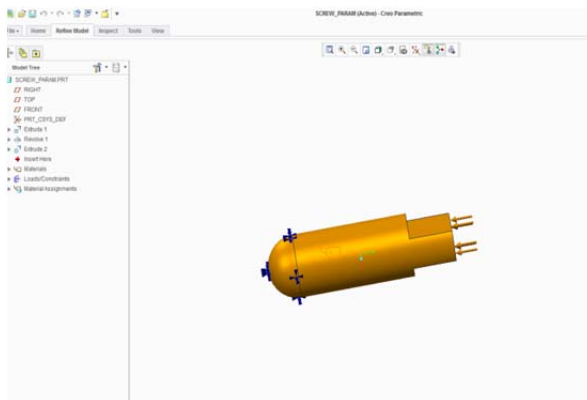 SCREW_PARAM (Active) - Creo Parametric
File
Home
Refine Model
Inspect
Tools
View
Model Tree
SCREW_PARAM.PRT
RIGHT
TOP
FRONT
PRT_CSYS_DEF
Extrude 1
Revolve 1
Extrude 2
Insert Here
Materials
Loads/Constraints
Material Assignments